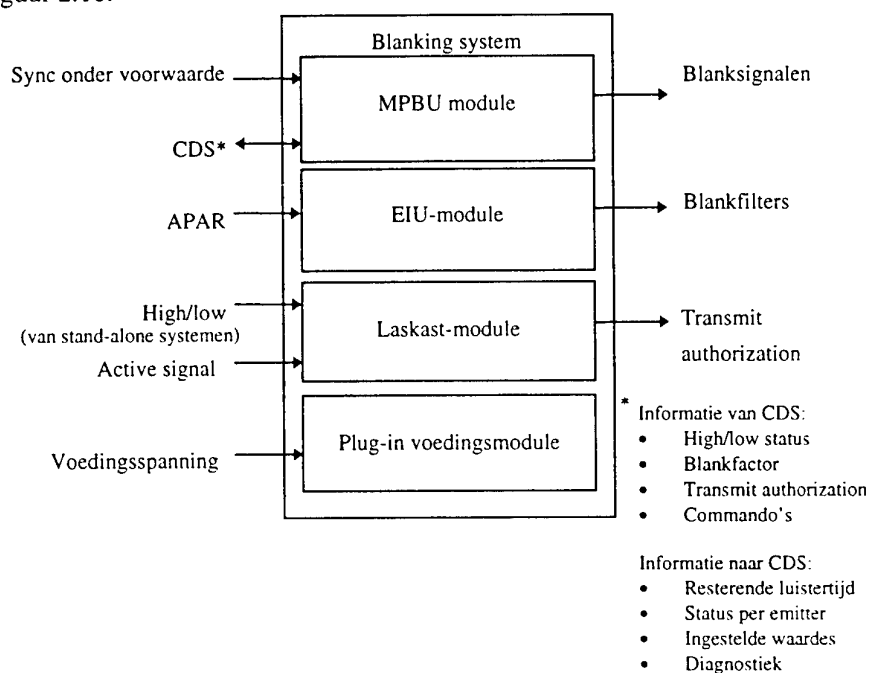 Blanking system
Sync onder voorwaarde
MPBU module
Blanksignalen
CDS*
APAR
EIU-module
Blankfilters
High/low
(van stand-alone systemen)
Active signal
Laskast-module
Transmit
authorization
Voedingsspanning
Plug-in voedingsmodule
* Informatie van CDS:
• High/low status
• Blankfactor
• Transmit authorization
• Commando's
Informatie naar CDS:
• Resterende luistertijd
• Status per emitter
• Ingestelde waardes
• Diagnostiek